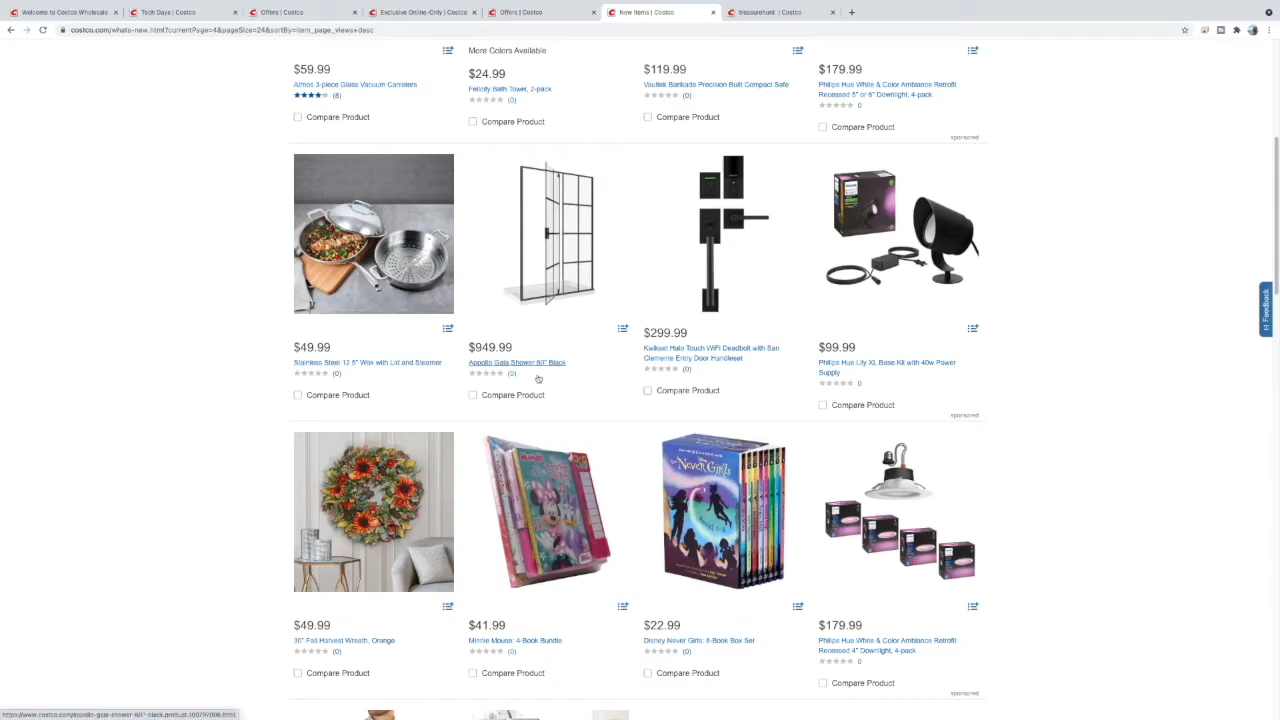 Welcome to Costco Wholesale
Tech Days | Costco
Offers | Costco
Exclusive Online-Only | Costco
Offers | Costco
New Items | Costco
treasurehunt | Costco
costco.com/whats-new.html?currentPage=4&pageSize=24&sortBy=item_page_views+desc
More Colors Available
$59.99
Atmos 3-piece Glass Vacuum Canisters
(8)
Compare Product
$24.99
Felicity Bath Towel, 2-pack
(0)
Compare Product
$119.99
Vaultek Barikade Precision Built Compact Safe
(0)
Compare Product
$179.99
Philips Hue White & Color Ambiance Retrofit
Recessed 5" or 6" Downlight, 4-pack
0
Compare Product
sponsored
$49.99
Stainless Steel 12.5" Wok with Lid and Steamer
(0)
Compare Product
$949.99
Appollo Gala Shower 60" Black
(0)
Compare Product
$299.99
Kwikset Halo Touch WiFi Deadbolt with San
Clemente Entry Door Handleset
(0)
Compare Product
PHILIPS
$99.99
Philips Hue Lily XL Base Kit with 40w Power
Supply
0
Compare Product
sponsored
Feedback
$49.99
30" Fall Harvest Wreath, Orange
(0)
Compare Product
$41.99
Minnie Mouse: 4-Book Bundle
(0)
Compare Product
Disney
The NEVER GIRLS
$22.99
Disney Never Girls: 8-Book Box Set
(0)
Compare Product
$179.99
Philips Hue White & Color Ambiance Retrofit
Recessed 4" Downlight, 4-pack
0
Compare Product
sponsored
https://www.costco.com/appollo-gala-shower-60"-black.product.100797006.html